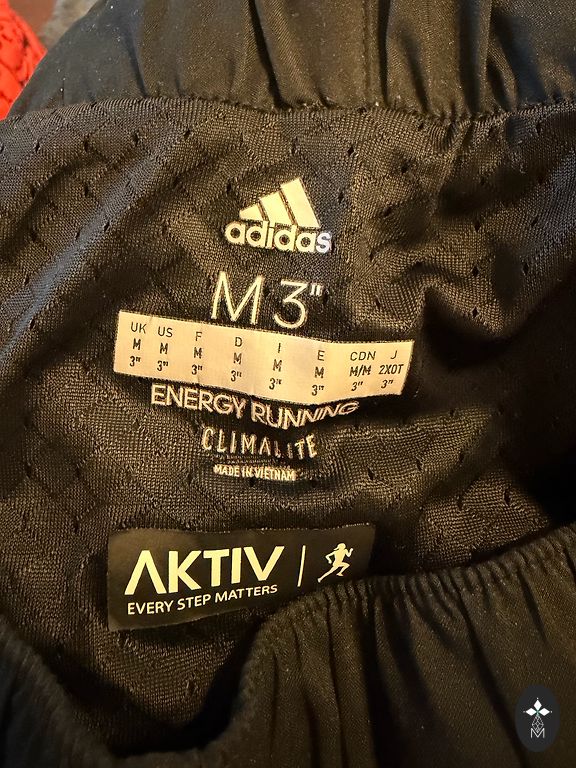 adidas
M 3"
UK US F D I E CDN J
M M M M M M M/M 2XOT
3" 3" 3" 3" 3" 3" 3" 3"
ENERGY RUNNING
CLIMALITE
MADE IN VIETNAM
AKTIV |
EVERY STEP MATTERS
M